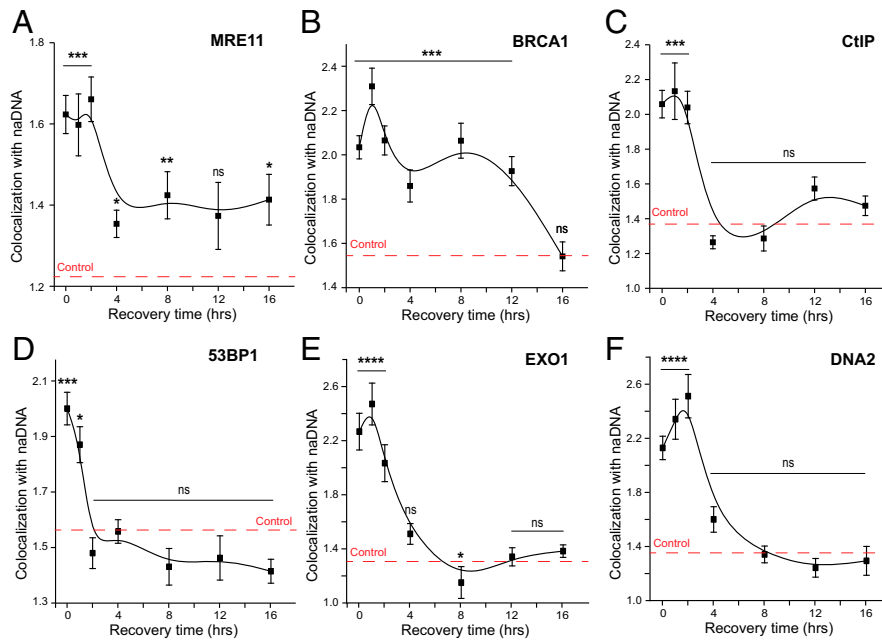 A
MRE11
1.8
1.6
1.4
1.2
Colocalization with naDNA
***
*
**
ns
*
Control
0
4
8
12
16
Recovery time (hrs)
B
BRCA1
2.4
2.2
2.0
1.8
1.6
1.4
Colocalization with naDNA
***
ns
Control
0
4
8
12
16
Recovery time (hrs)
C
CtIP
2.4
2.2
2.0
1.8
1.6
1.4
1.2
1.0
Colocalization with naDNA
***
ns
Control
0
4
8
12
16
Recovery time (hrs)
D
53BP1
2.1
1.9
1.7
1.5
1.3
Colocalization with naDNA
***
*
ns
Control
0
4
8
12
16
Recovery time (hrs)
E
EXO1
2.6
2.2
1.8
1.4
1.0
Colocalization with naDNA
****
ns
*
ns
Control
0
4
8
12
16
Recovery time (hrs)
F
DNA2
2.6
2.2
1.8
1.4
1.0
Colocalization with naDNA
****
ns
Control
0
4
8
12
16
Recovery time (hrs)